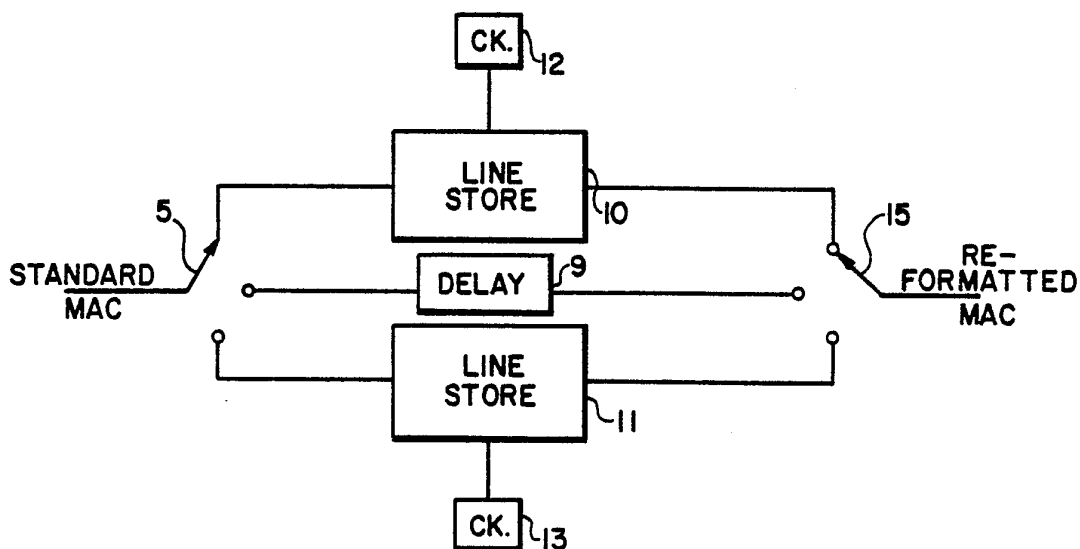 CK.
12
LINE
STORE
10
5
15
STANDARD
MAC
DELAY
9
RE-
FORMATTED
MAC
LINE
STORE
11
CK.
13